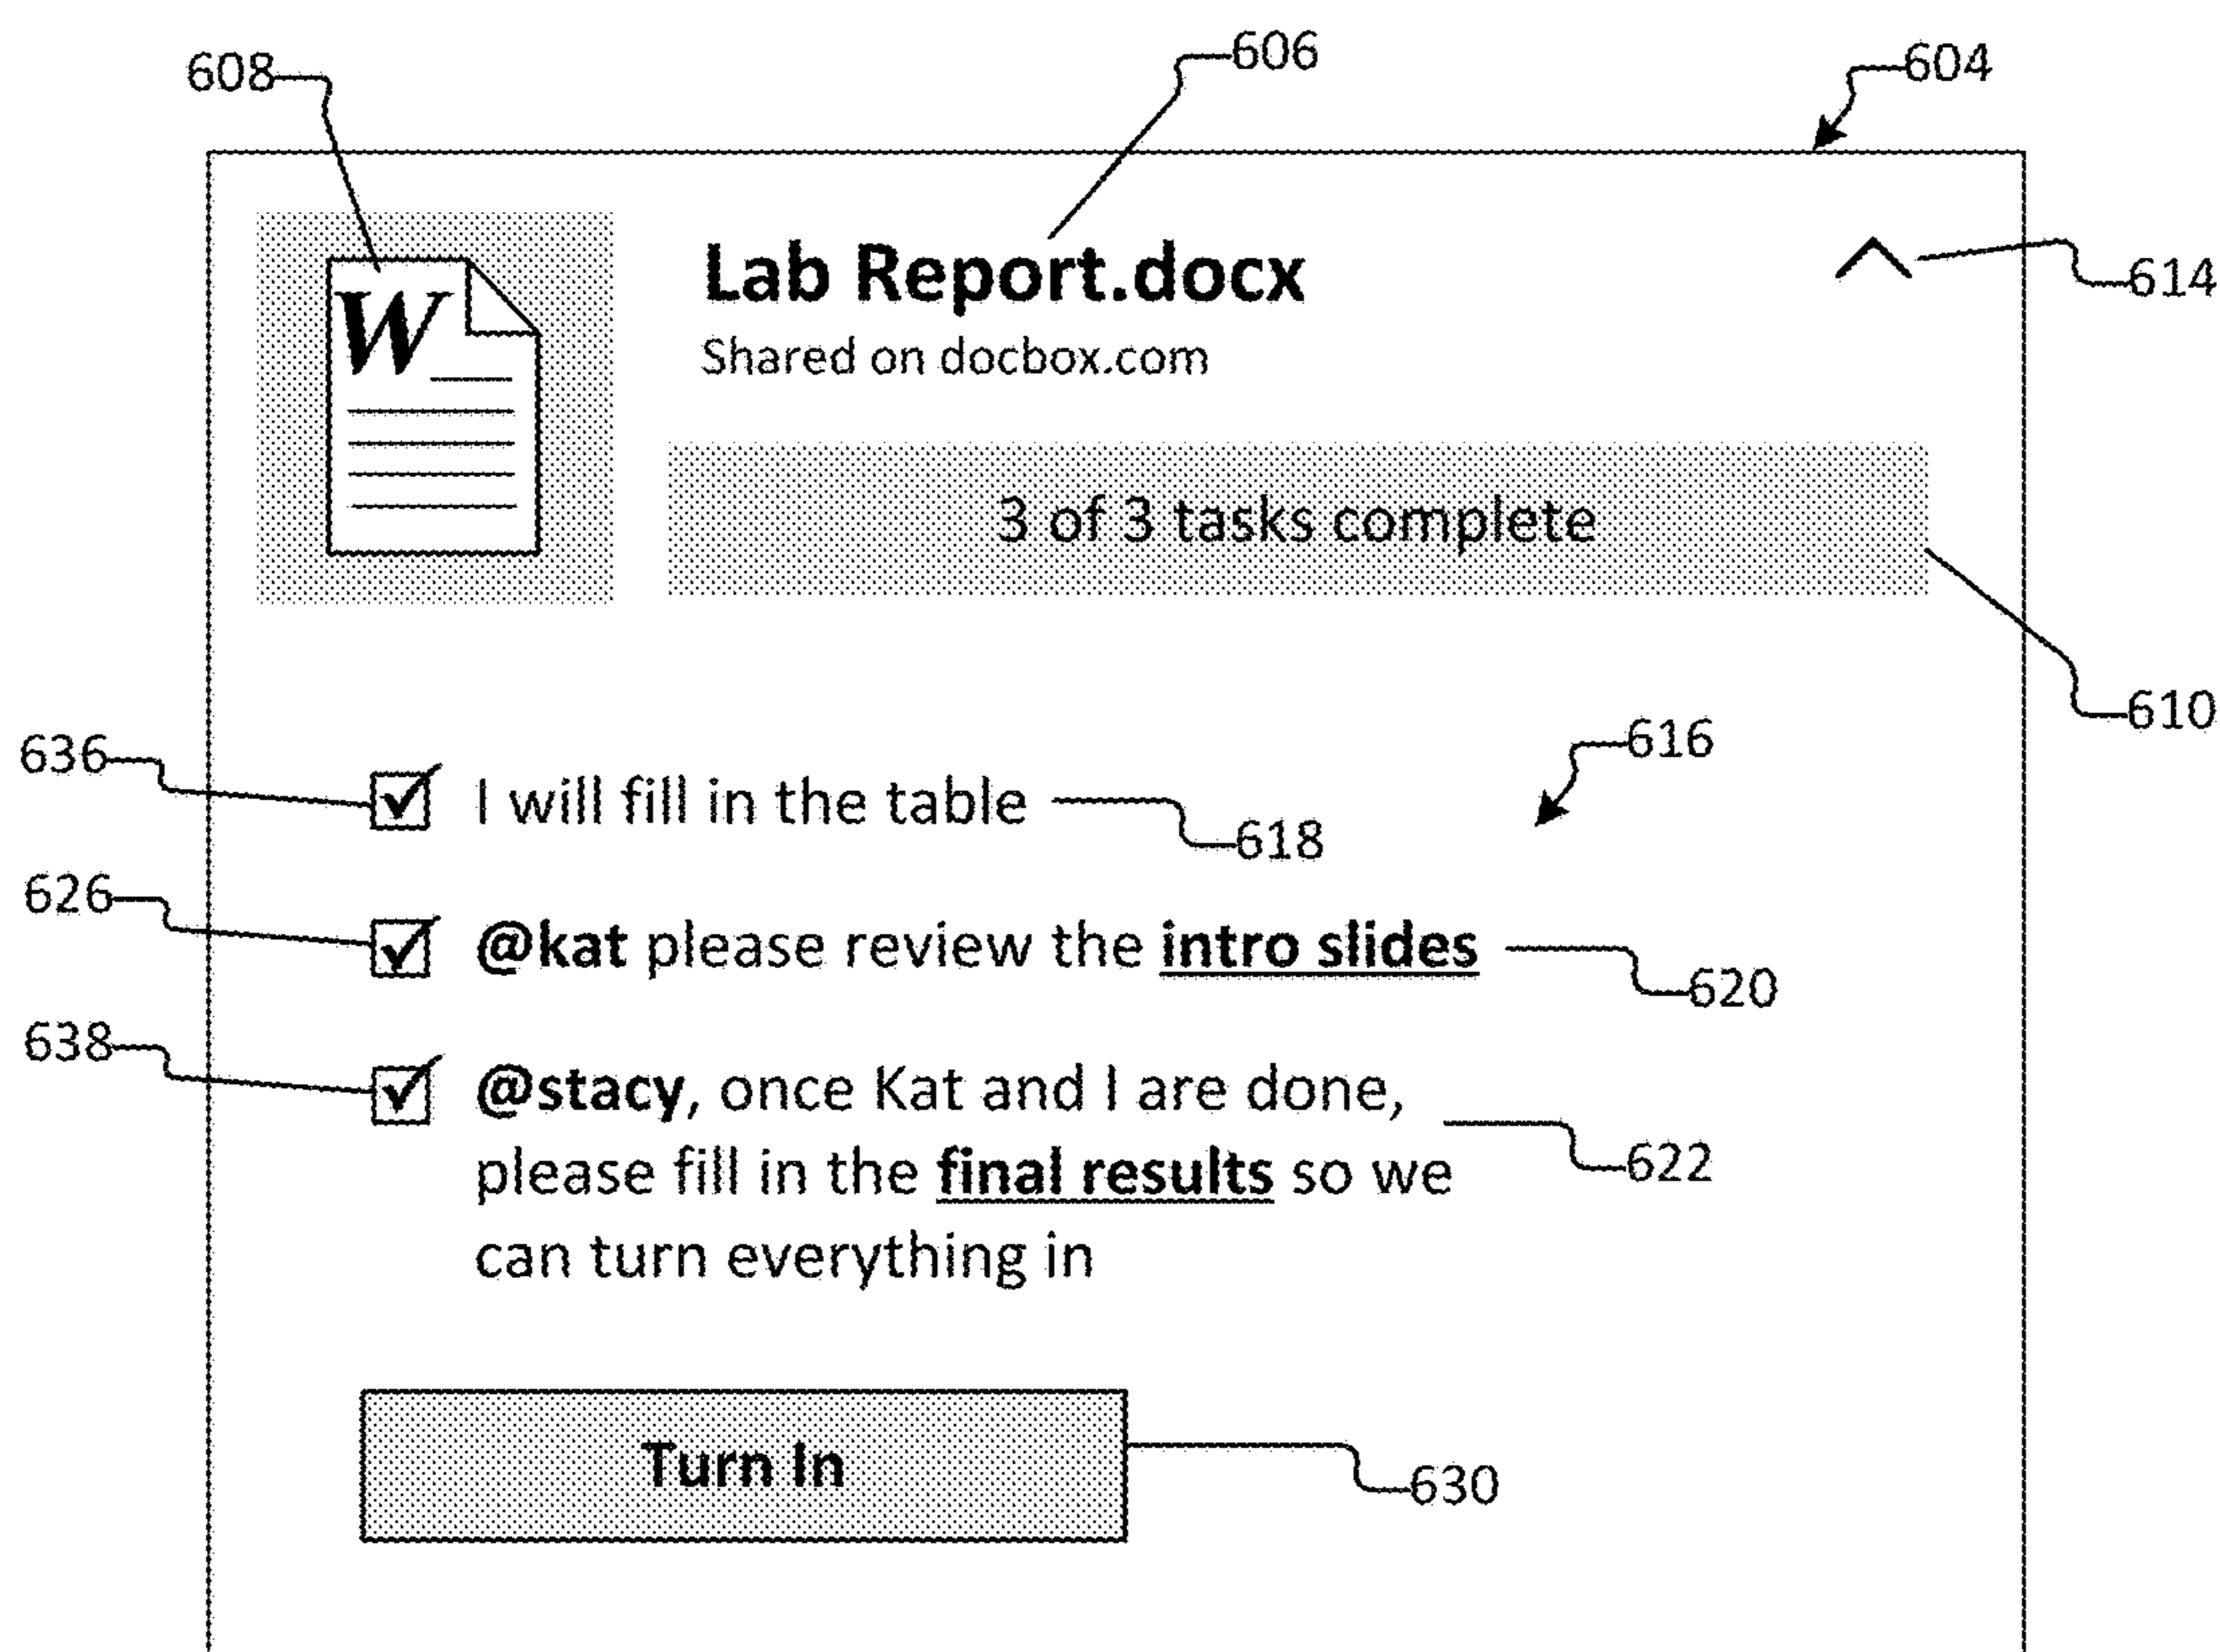 608
606
604
W
Lab Report.docx
614
Shared on docbox.com
3 of 3 tasks complete
610
636
I will fill in the table
618
616
626
@kat please review the intro slides
620
638
@stacy, once Kat and I are done,
please fill in the final results so we
622
can turn everything in
Turn In
630